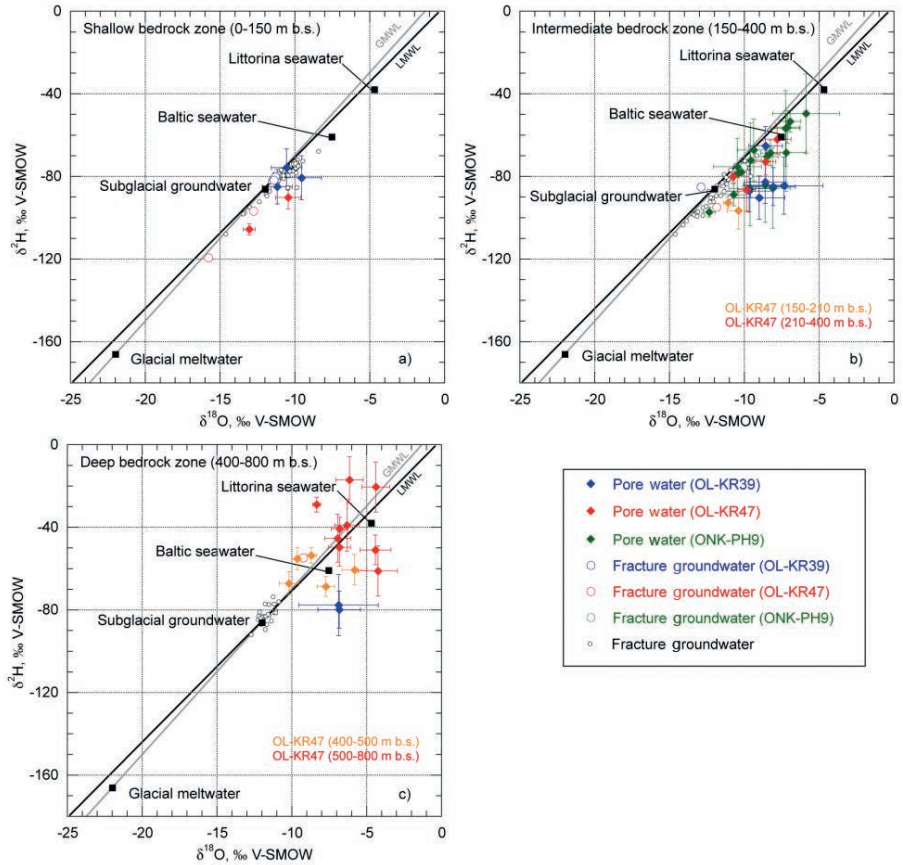 Shallow bedrock zone (0-150 m b.s.)
GMWL
LMWL
Littorina seawater
Baltic seawater
Subglacial groundwater
Glacial meltwater
a)
0
-40
-80
-120
-160
δ²H, ‰ V-SMOW
-25 -20 -15 -10 -5 0
δ¹⁸O, ‰ V-SMOW
Intermediate bedrock zone (150-400 m b.s.)
GMWL
LMWL
Littorina seawater
Baltic seawater
Subglacial groundwater
OL-KR47 (150-210 m b.s.)
OL-KR47 (210-400 m b.s.)
Glacial meltwater
b)
0
-40
-80
-120
-160
δ²H, ‰ V-SMOW
-25 -20 -15 -10 -5 0
δ¹⁸O, ‰ V-SMOW
Deep bedrock zone (400-800 m b.s.)
GMWL
LMWL
Littorina seawater
Baltic seawater
Subglacial groundwater
OL-KR47 (400-500 m b.s.)
OL-KR47 (500-800 m b.s.)
Glacial meltwater
c)
0
-40
-80
-120
-160
δ²H, ‰ V-SMOW
-25 -20 -15 -10 -5 0
δ¹⁸O, ‰ V-SMOW
Pore water (OL-KR39)
Pore water (OL-KR47)
Pore water (ONK-PH9)
Fracture groundwater (OL-KR39)
Fracture groundwater (OL-KR47)
Fracture groundwater (ONK-PH9)
Fracture groundwater